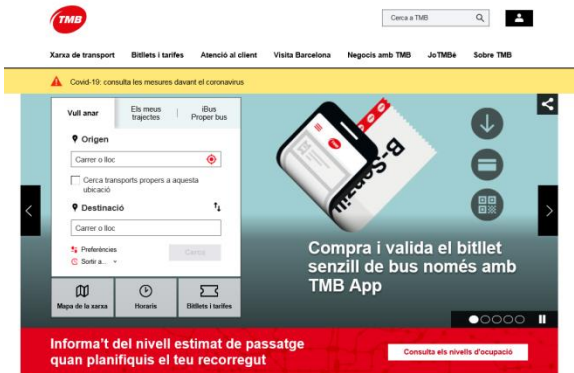 TMB
Cerca a TMB
Xarxa de transport
Bitllets i tarifes
Atenció al client
Visita Barcelona
Negocis amb TMB
JoTMBé
Sobre TMB
Covid-19: consulta les mesures davant el coronavirus
Vull anar
Els meus
trajectes
iBus
Proper bus
Origen
Carrer o lloc
Cerca transports propers a aquesta
ubicació
Destinació
Carrer o lloc
Preferències
Sortir a...
Cerca
Mapa de la xarxa
Horaris
Bitllets i tarifes
B-Senzill
Compra i valida el bitllet
senzill de bus només amb
TMB App
Informa't del nivell estimat de passatge
quan planifiquis el teu recorregut
Consulta els nivells d'ocupació